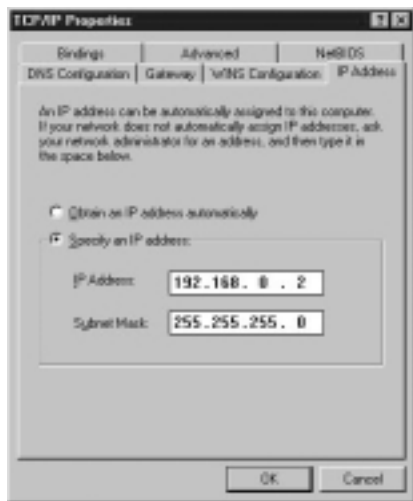 TCP/IP Properties
Bindings Advanced NetBIOS
DNS Configuration Gateway WINS Configuration IP Address
An IP address can be automatically assigned to this computer.
If your network does not automatically assign IP addresses, ask
your network administrator for an address, and then type it in
the space below.
Obtain an IP address automatically
Specify an IP address:
IP Address: 192.168. 0 . 2
Subnet Mask: 255.255.255. 0
OK Cancel